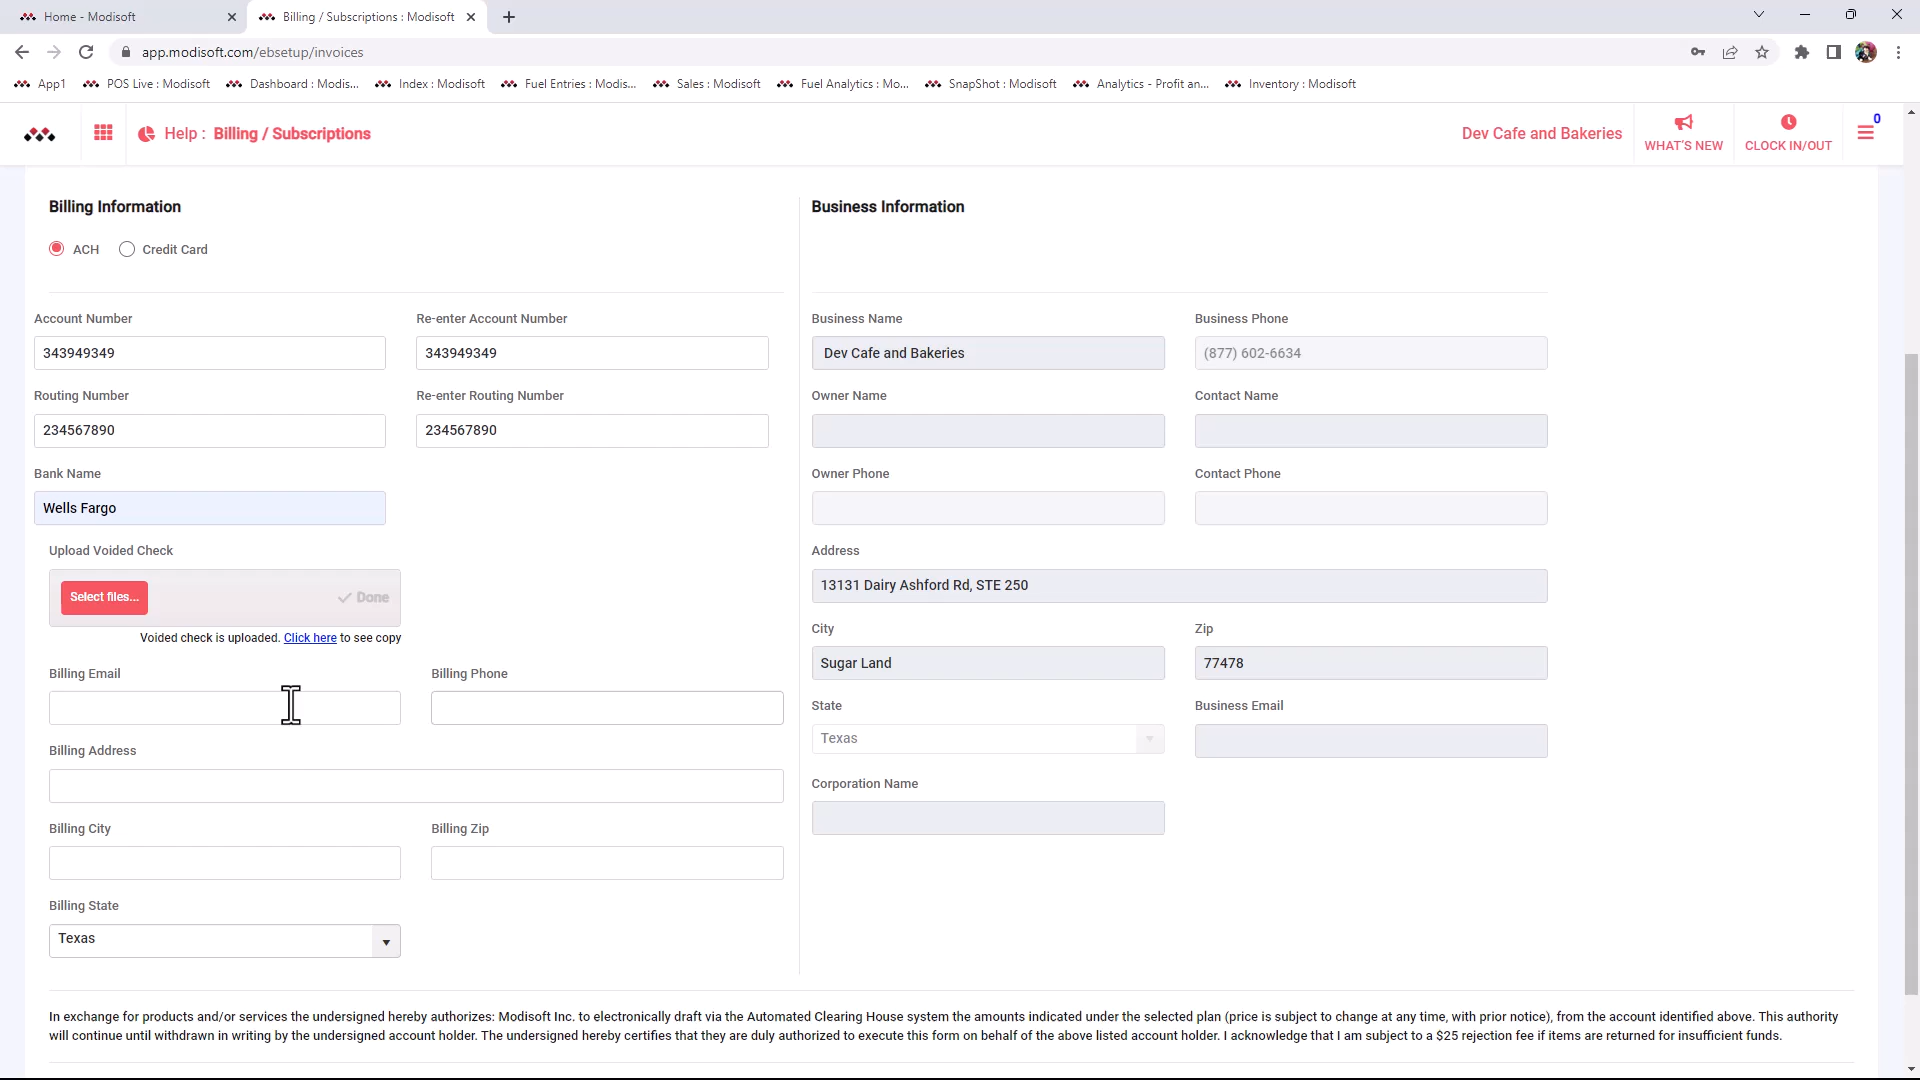 Home - Modisoft
Billing / Subscriptions : Modisoft
app.modisoft.com/ebsetup/invoices
App1
POS Live : Modisoft
Dashboard : Modis...
Index : Modisoft
Fuel Entries : Modis...
Sales : Modisoft
Fuel Analytics : Mo...
SnapShot : Modisoft
Analytics - Profit an...
Inventory : Modisoft
Help : Billing / Subscriptions
Dev Cafe and Bakeries
WHAT'S NEW
CLOCK IN/OUT
0
Billing Information
ACH
Credit Card
Account Number
Re-enter Account Number
343949349
343949349
Routing Number
Re-enter Routing Number
234567890
234567890
Bank Name
Wells Fargo
Upload Voided Check
Select files...
Done
Voided check is uploaded. Click here to see copy
Billing Email
Billing Phone
Billing Address
Billing City
Billing Zip
Billing State
Texas
Business Information
Business Name
Business Phone
Dev Cafe and Bakeries
(877) 602-6634
Owner Name
Contact Name
Owner Phone
Contact Phone
Address
13131 Dairy Ashford Rd, STE 250
City
Zip
Sugar Land
77478
State
Business Email
Texas
Corporation Name
In exchange for products and/or services the undersigned hereby authorizes: Modisoft Inc. to electronically draft via the Automated Clearing House system the amounts indicated under the selected plan (price is subject to change at any time, with prior notice), from the account identified above. This authority
will continue until withdrawn in writing by the undersigned account holder. The undersigned hereby certifies that they are duly authorized to execute this form on behalf of the above listed account holder. I acknowledge that I am subject to a $25 rejection fee if items are returned for insufficient funds.